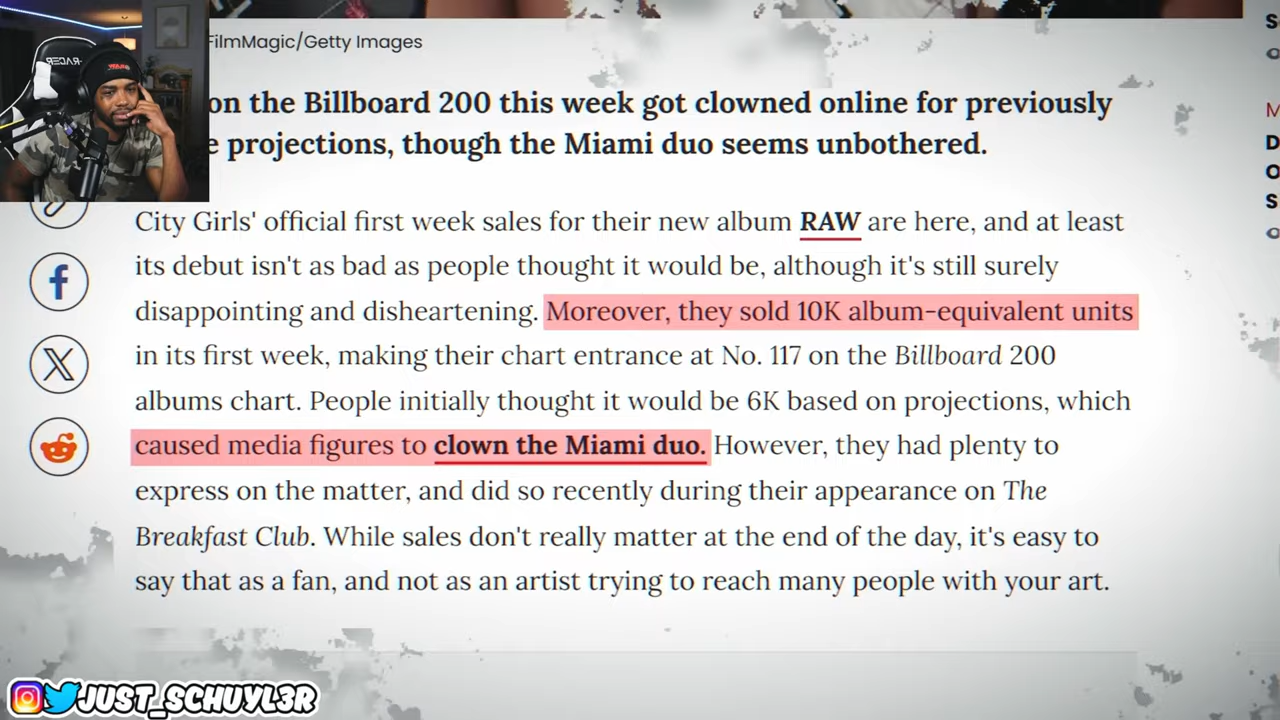 FilmMagic/Getty Images
on the Billboard 200 this week got clowned online for previously
projections, though the Miami duo seems unbothered.
City Girls' official first week sales for their new album RAW are here, and at least
its debut isn't as bad as people thought it would be, although it's still surely
disappointing and disheartening. Moreover, they sold 10K album-equivalent units
in its first week, making their chart entrance at No. 117 on the Billboard 200
albums chart. People initially thought it would be 6K based on projections, which
caused media figures to clown the Miami duo. However, they had plenty to
express on the matter, and did so recently during their appearance on The
Breakfast Club. While sales don't really matter at the end of the day, it's easy to
say that as a fan, and not as an artist trying to reach many people with your art.
JUST_SCHUYL3R